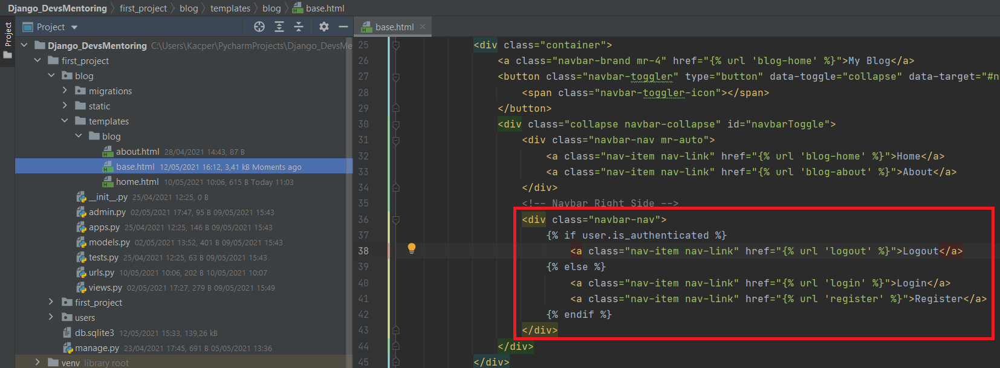 Django_DevsMentoring first_project blog templates blog base.html
Project
Project
base.html
Django_DevsMentoring C:\Users\Kacper\PycharmProjects\Django_DevsMe
first_project
blog
migrations
static
templates
blog
about.html 28/04/2021 14:43, 87 B
base.html 12/05/2021 16:12, 3,41 kB Moments ago
home.html 10/05/2021 10:06, 615 B Today 11:03
__init__.py 25/04/2021 12:25, 0 B
admin.py 02/05/2021 17:47, 95 B 09/05/2021 15:43
apps.py 25/04/2021 12:25, 146 B 09/05/2021 15:43
models.py 02/05/2021 13:52, 401 B 09/05/2021 15:43
tests.py 25/04/2021 12:25, 63 B 09/05/2021 15:43
urls.py 10/05/2021 10:06, 202 B 10/05/2021 10:07
views.py 02/05/2021 17:27, 279 B 09/05/2021 15:49
first_project
users
db.sqlite3 12/05/2021 15:33, 139,26 kB
manage.py 23/04/2021 17:45, 691 B 05/05/2021 13:36
venv library root
25 <div class="container">
26 <a class="navbar-brand mr-4" href="{% url 'blog-home' %}">My Blog</a>
27 <button class="navbar-toggler" type="button" data-toggle="collapse" data-target="#n
28 <span class="navbar-toggler-icon"></span>
29 </button>
30 <div class="collapse navbar-collapse" id="navbarToggle">
31 <div class="navbar-nav mr-auto">
32 <a class="nav-item nav-link" href="{% url 'blog-home' %}">Home</a>
33 <a class="nav-item nav-link" href="{% url 'blog-about' %}">About</a>
34 </div>
35 <!-- Navbar Right Side -->
36 <div class="navbar-nav">
37 {% if user.is_authenticated %}
38 <a class="nav-item nav-link" href="{% url 'logout' %}">Logout</a>
39 {% else %}
40 <a class="nav-item nav-link" href="{% url 'login' %}">Login</a>
41 <a class="nav-item nav-link" href="{% url 'register' %}">Register</a>
42 {% endif %}
43 </div>
44 </div>
45 </div>